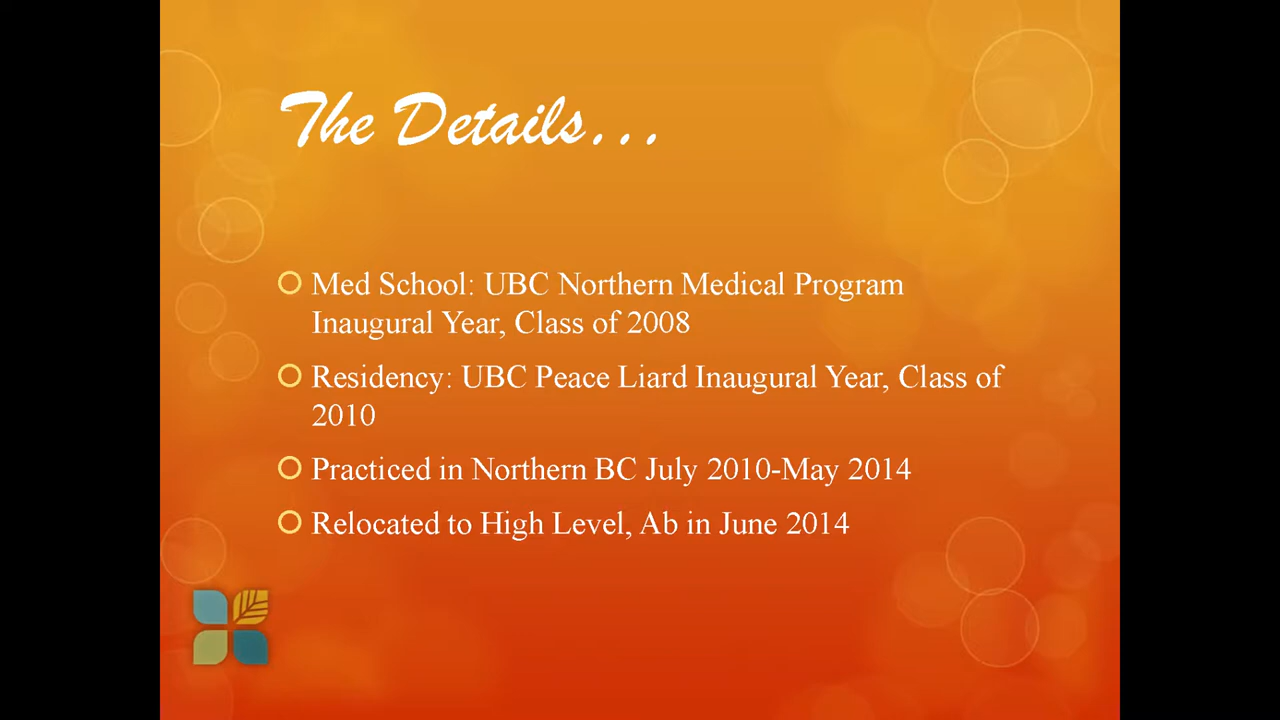 The Details...
Med School: UBC Northern Medical Program
Inaugural Year, Class of 2008
Residency: UBC Peace Liard Inaugural Year, Class of
2010
Practiced in Northern BC July 2010-May 2014
Relocated to High Level, Ab in June 2014